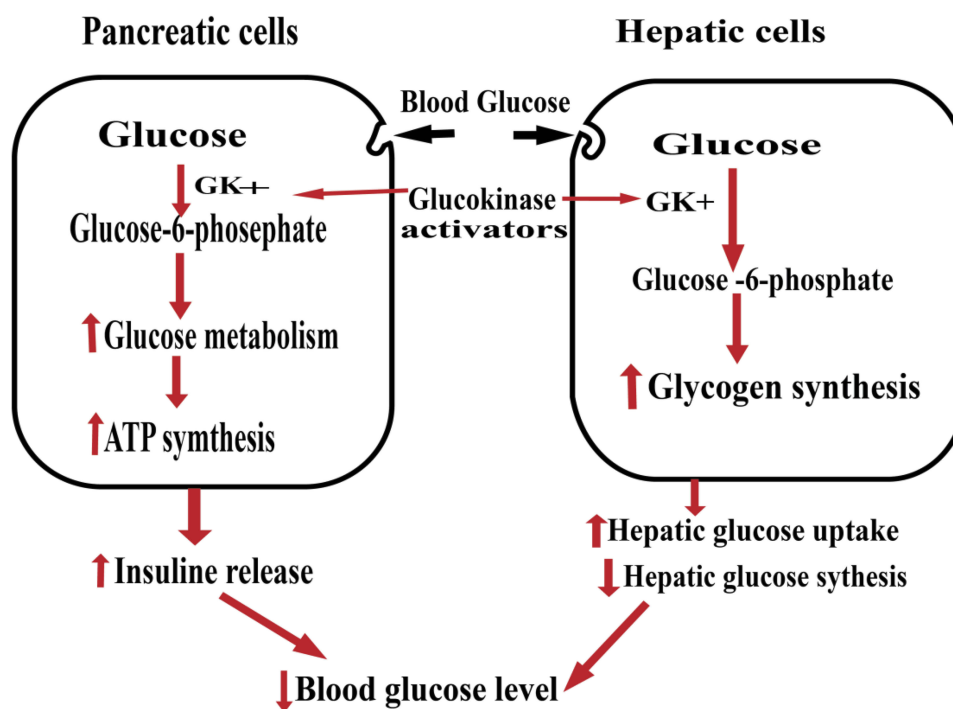 Pancreatic cells
Hepatic cells
Blood Glucose
Glucose
GK+
Glucose-6-phosephate
Glucose metabolism
ATP symthesis
Glucokinase
activators
Glucose
GK+
Glucose -6-phosphate
Glycogen synthesis
Insuline release
Hepatic glucose uptake
Hepatic glucose sythesis
Blood glucose level